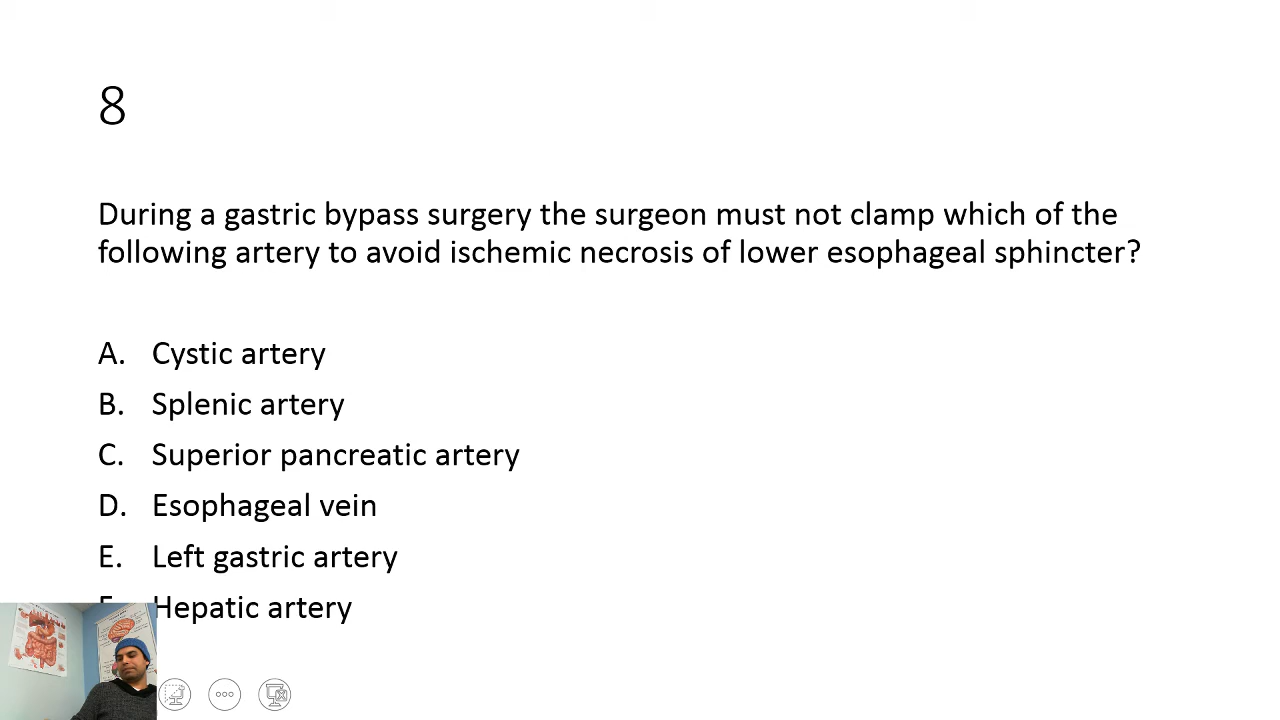 8
During a gastric bypass surgery the surgeon must not clamp which of the
following artery to avoid ischemic necrosis of lower esophageal sphincter?
A. Cystic artery
B. Splenic artery
C. Superior pancreatic artery
D. Esophageal vein
E. Left gastric artery
Hepatic artery